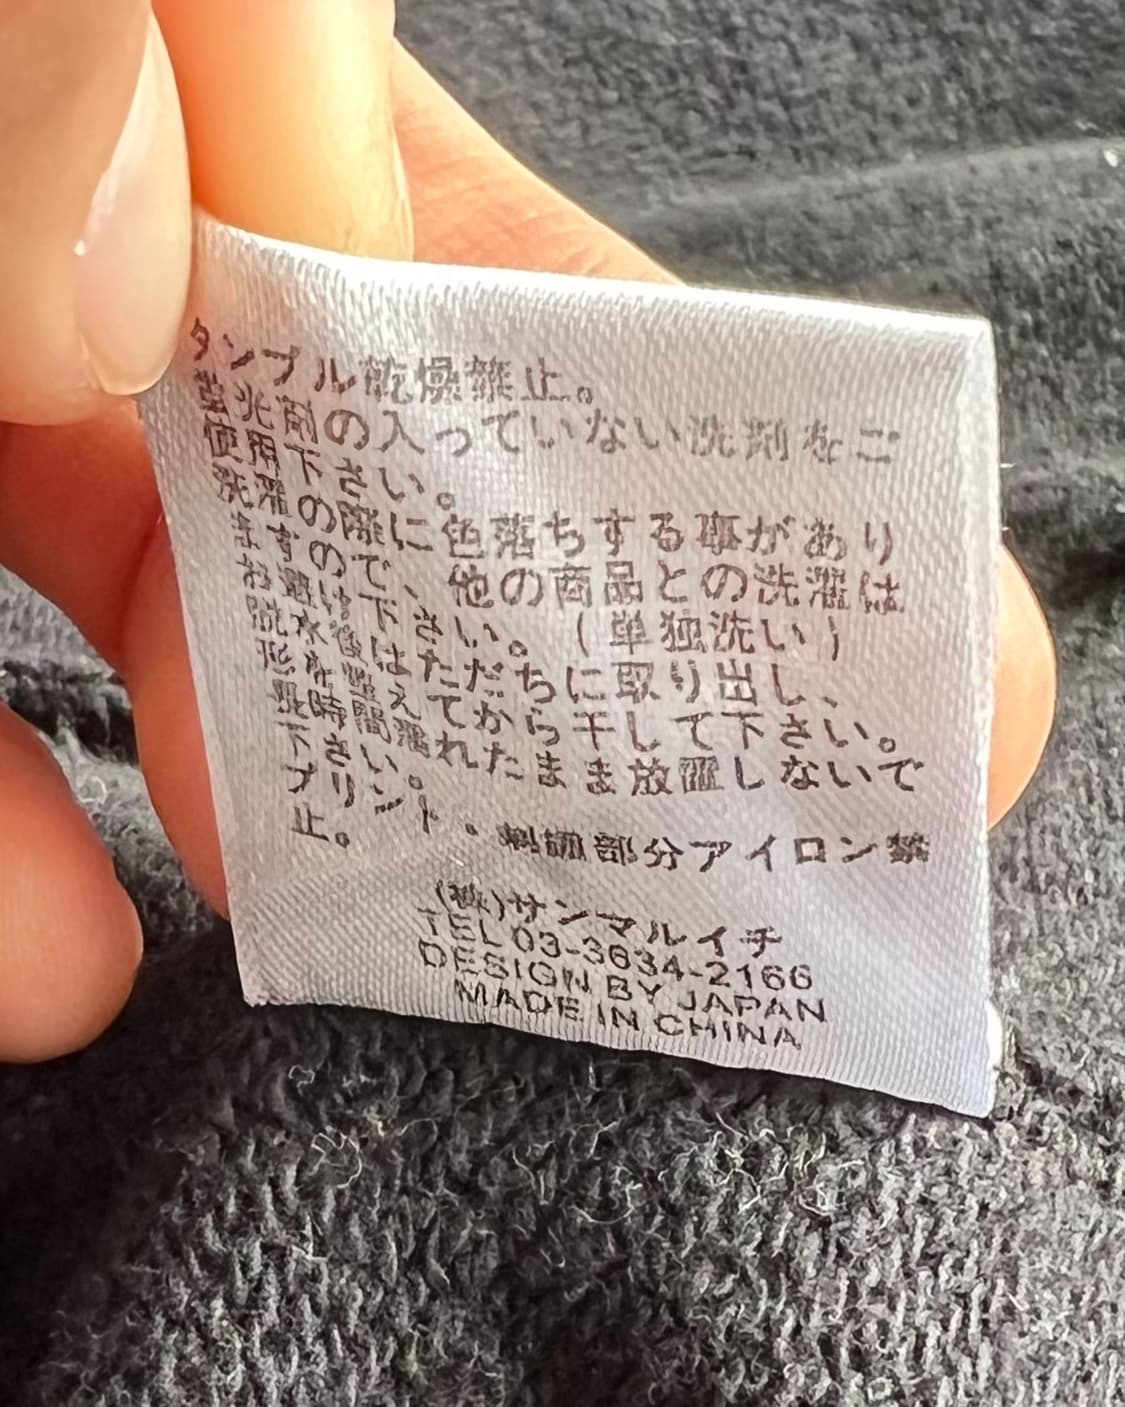 タンブル乾燥禁止。
蛍光剤の入っていない洗剤をご
使用下さい。
洗濯の際に色落ちする事があり
ますので、他の商品との洗濯は
お避け下さい。(単独洗い)
脱水後はただちに取り出し、
形を整えてから干して下さい。
長時間濡れたまま放置しないで
下さい。
プリント・刺繍部分アイロン禁
止。
(株)サンマルイチ
TEL 03-3634-2166
DESIGN BY JAPAN
MADE IN CHINA